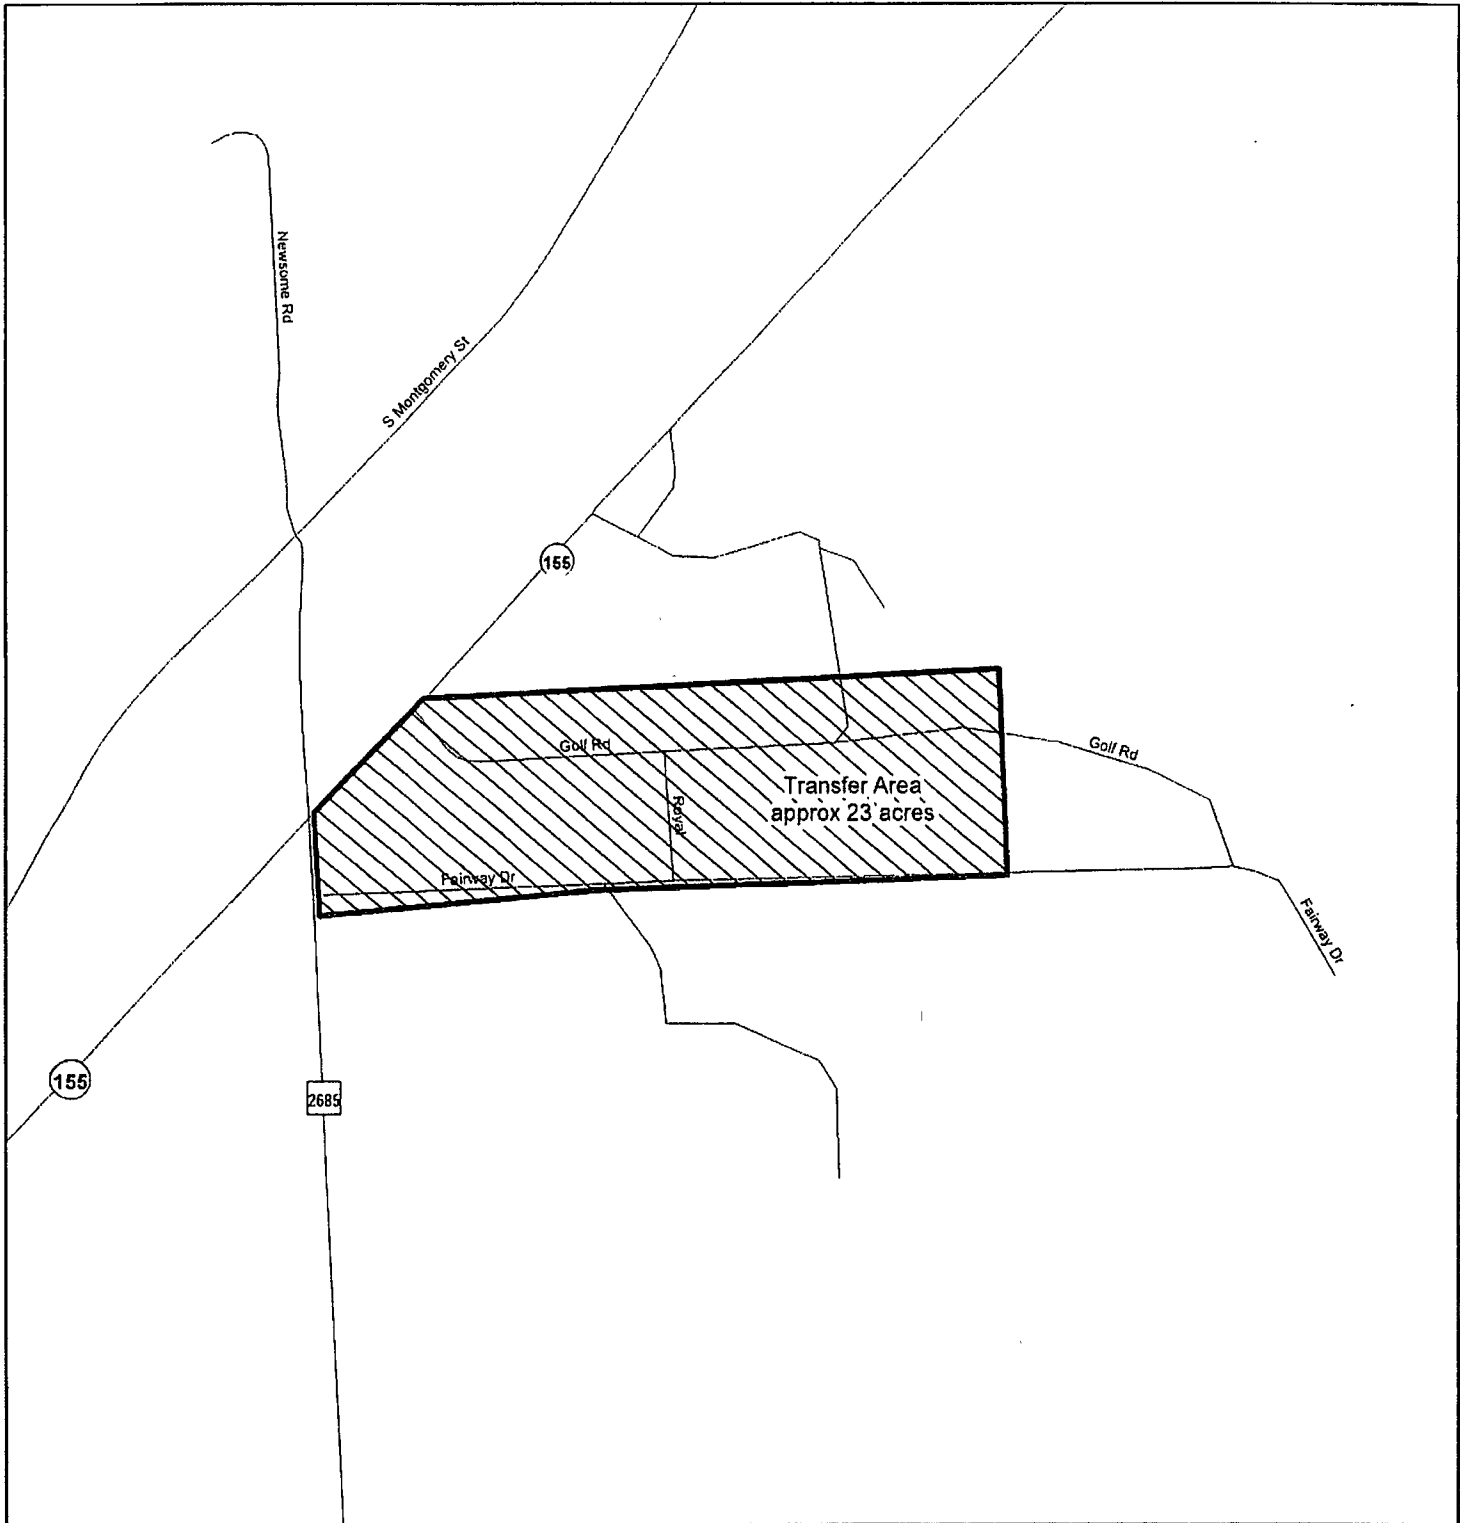 Newsome Rd
S Montgomery St
155
Golf Rd
Golf Rd
Royal
Transfer Area
approx 23 acres
Fairway Dr
Fairway Dr
155
2685